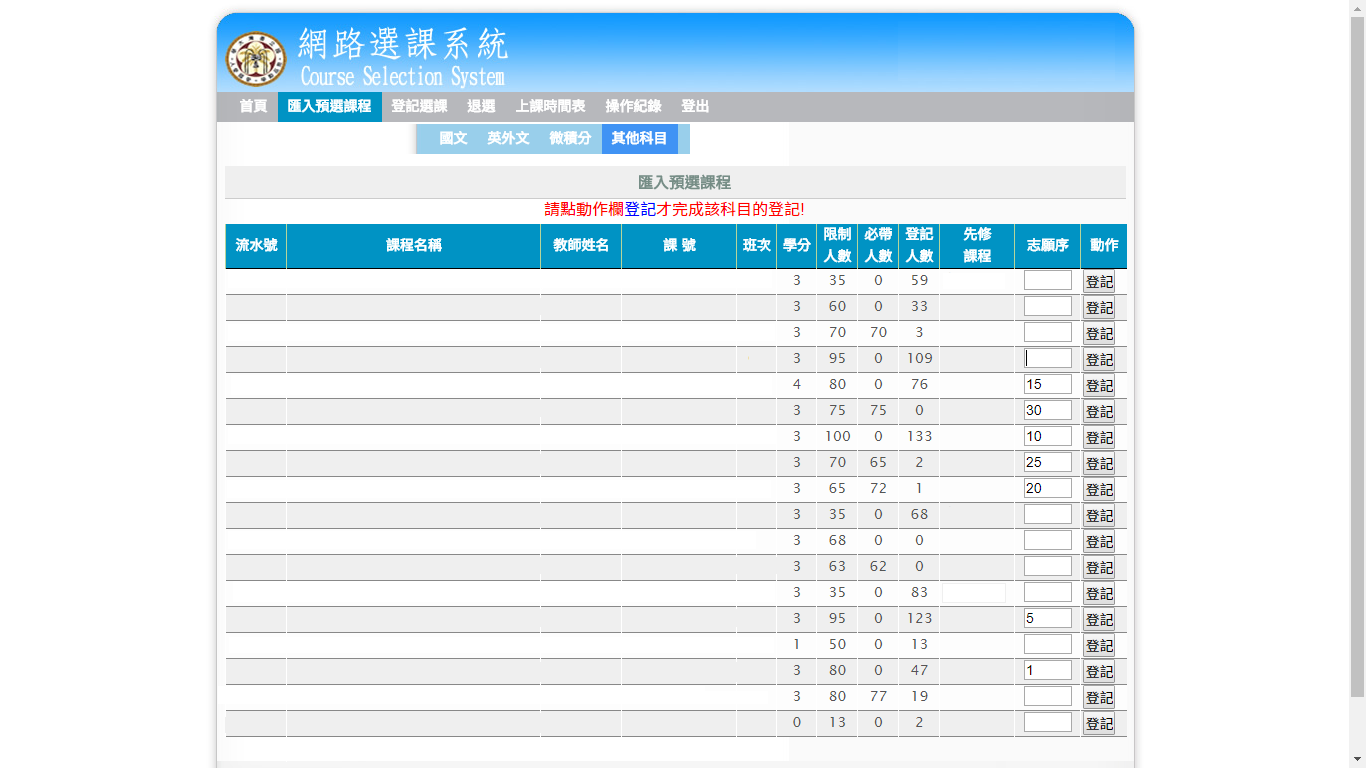 網路選課系統
Course Selection System
首頁 匯入預選課程 登記選課 退選 上課時間表 操作紀錄 登出
國文 英外文 微積分 其他科目
匯入預選課程
請點動作欄登記才完成該科目的登記!
流水號 課程名稱 教師姓名 課 號 班次 學分 限制人數 必帶人數 登記人數 先修課程 志願序 動作
3 35 0 59 登記
3 60 0 33 登記
3 70 70 3 登記
3 95 0 109 登記
4 80 0 76 15 登記
3 75 75 0 30 登記
3 100 0 133 10 登記
3 70 65 2 25 登記
3 65 72 1 20 登記
3 35 0 68 登記
3 68 0 0 登記
3 63 62 0 登記
3 35 0 83 登記
3 95 0 123 5 登記
1 50 0 13 登記
3 80 0 47 1 登記
3 80 77 19 登記
0 13 0 2 登記